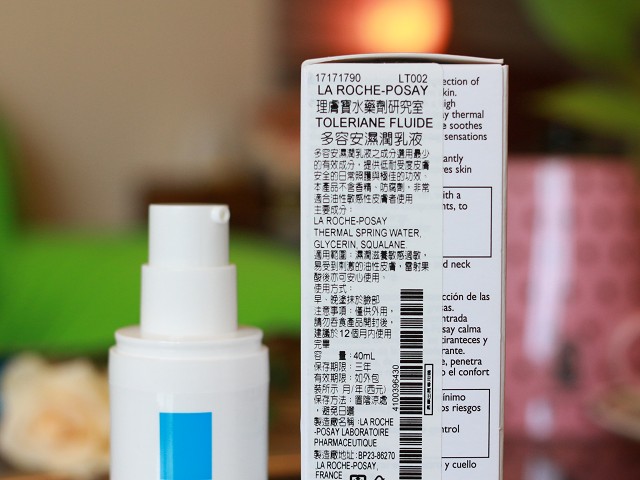 17171790 LT002
LA ROCHE-POSAY
理膚寶水藥劑研究室
TOLERIANE FLUIDE
多容安濕潤乳液
多容安濕潤乳液之成分選用最少
的有效成分，提供低耐受度皮膚
安全的日常照護與極佳的功效。
本產品不含香精、防腐劑，非常
適合油性敏感性皮膚者使用
主要成分：
LA ROCHE-POSAY
THERMAL SPRING WATER,
GLYCERIN, SQUALANE.
適用範圍：濕潤滋養敏感過敏，
易受到刺激的油性皮膚，雷射果
酸後亦可安心使用。
使用方式：
早、晚塗抹於臉部
注意事項：僅供外用，
請勿吞食產品開封後，
建議於12個月內使用
完畢
容 量：40mL
保存期限：三年
有效期限：如外包
裝所示 月/年(西元)
保存方法：置陰涼處
，避免日曬
製造廠名稱：LA ROCHE
-POSAY LABORATOIRE
PHARMACEUTIQUE
製造廠地址：BP23-86270
LA ROCHE-POSAY,
FRANCE
4100396430
ection of
kin.
igh
y thermal
e soothes
sensations
antly
es skin
with a
nts, to
d neck
cción de las
as.
ntrada
say calma
tiranteces y
rante.
e, penetra
o el confort
nínimo
os riesgos
ontrol
y cuello